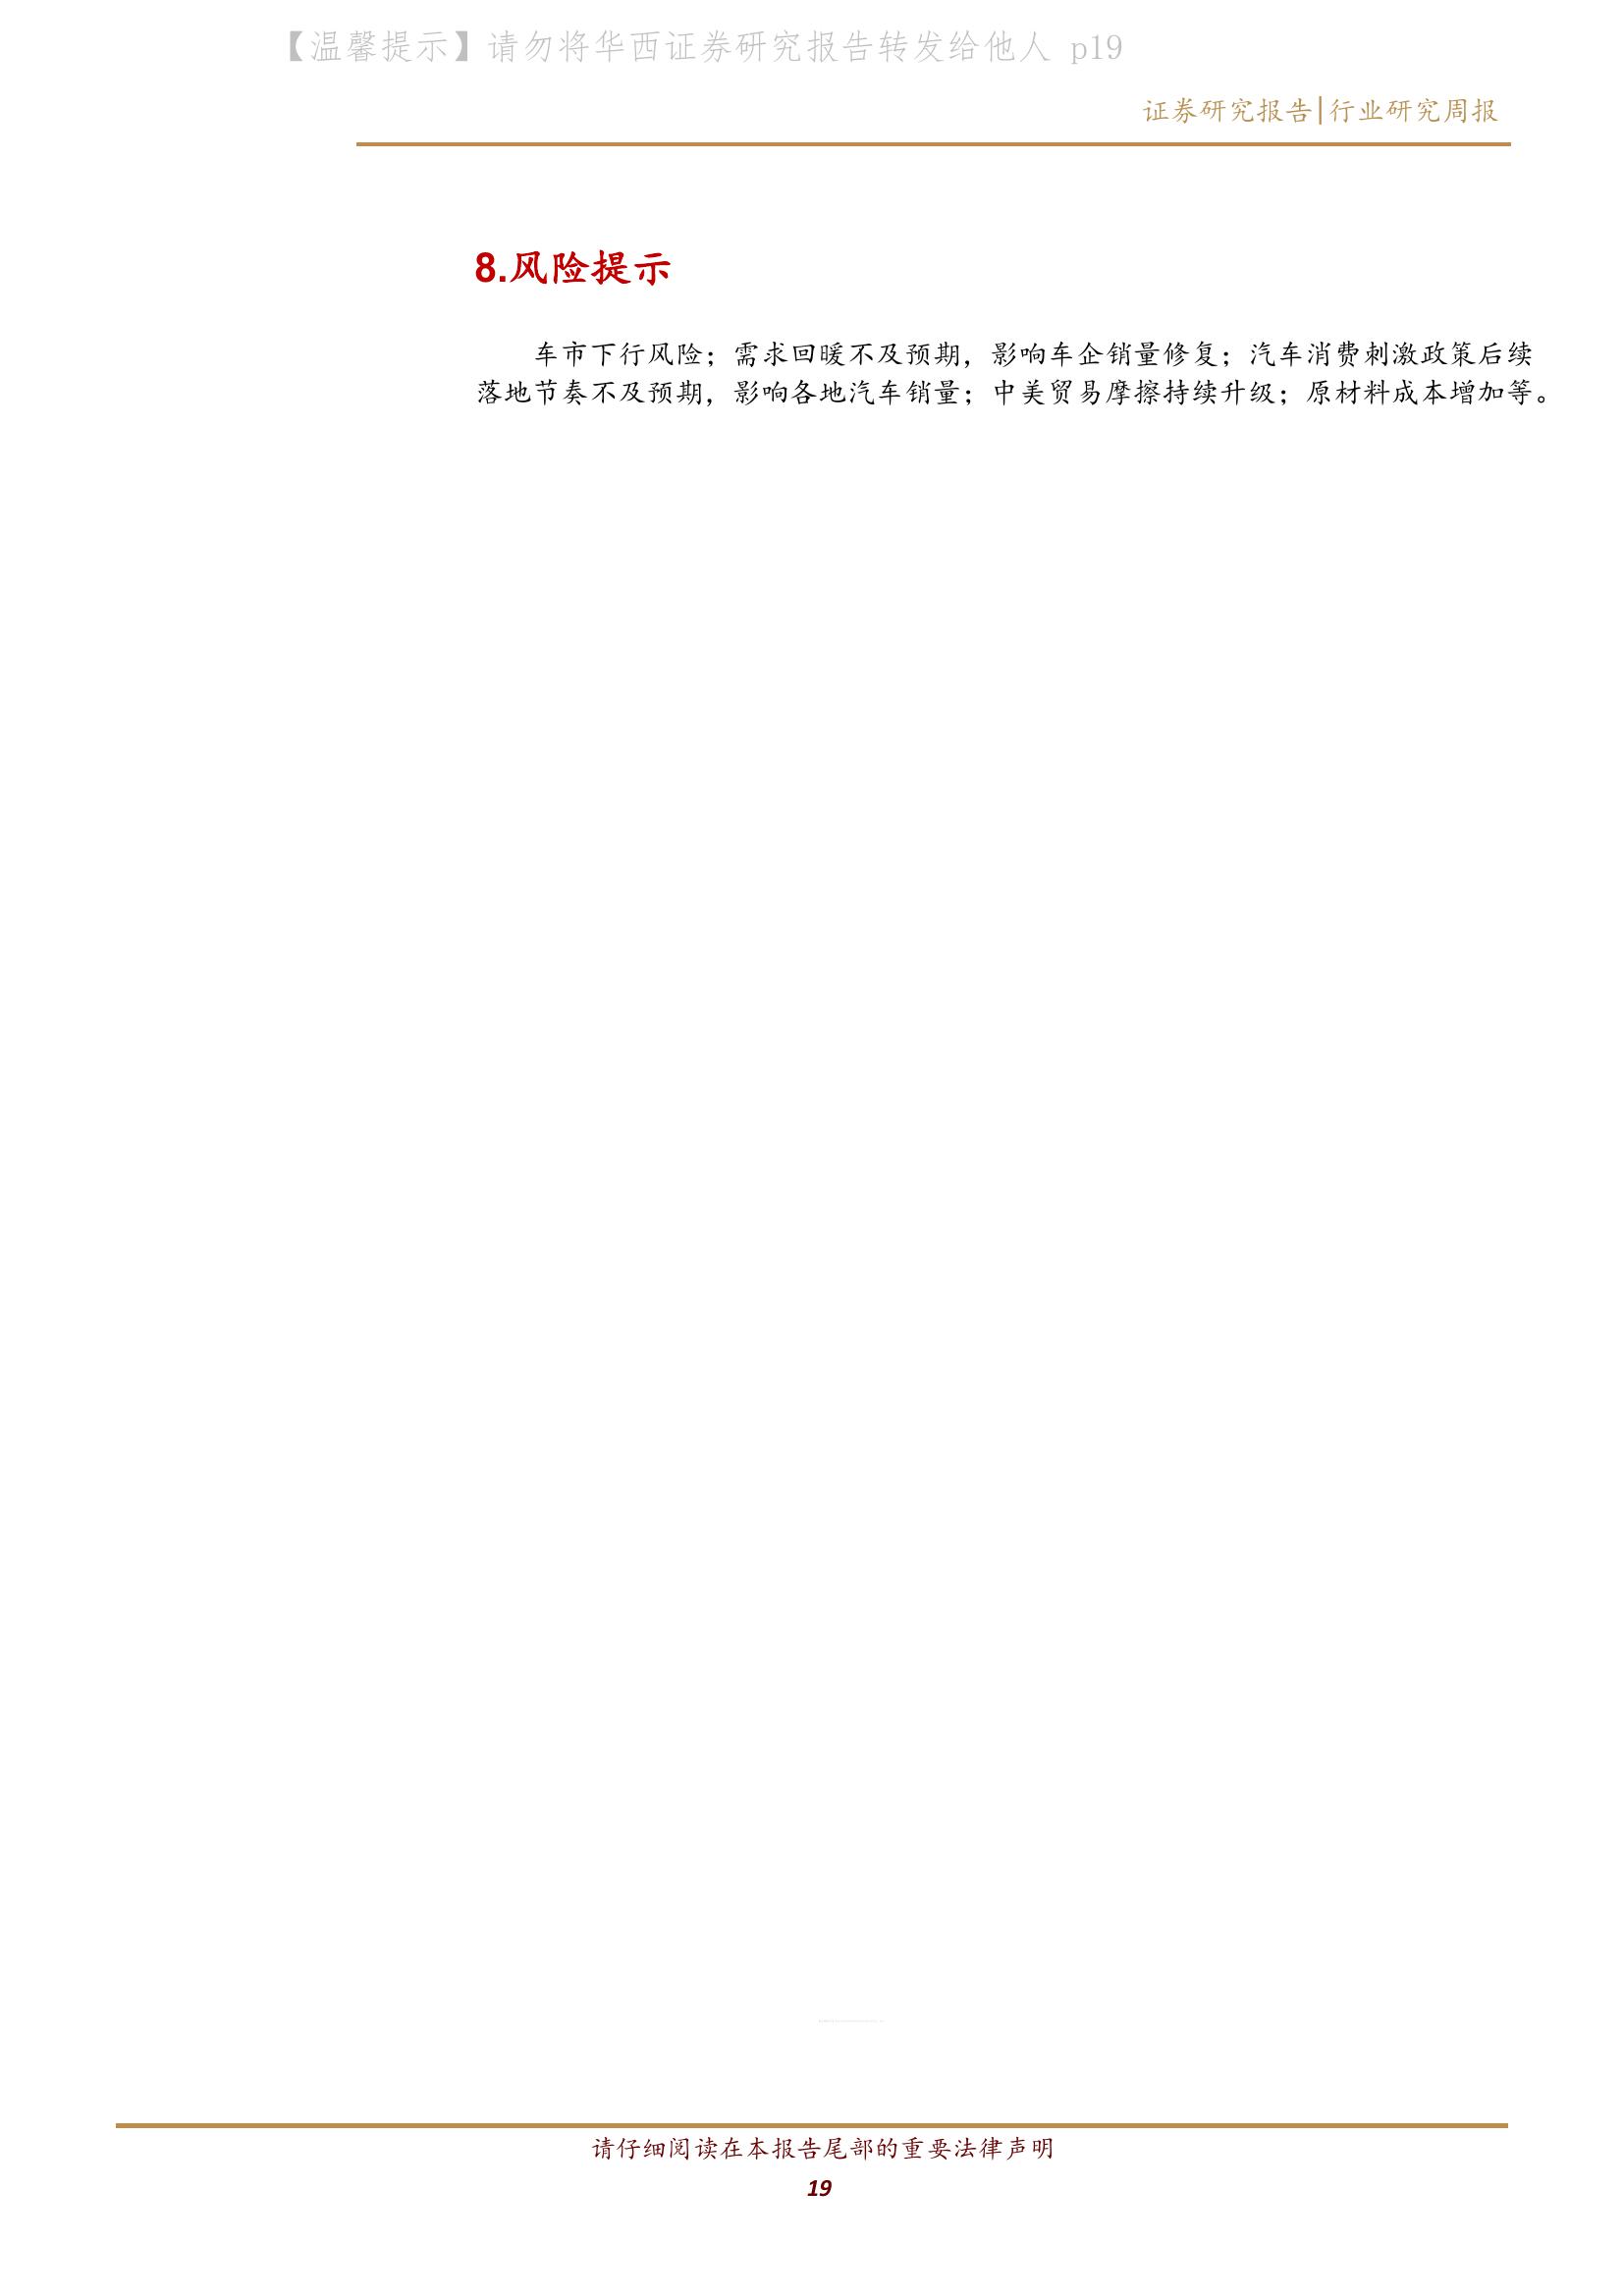 【温馨提示】请勿将华西证券研究报告转发给他人 p19
证券研究报告|行业研究周报
8.风险提示
车市下行风险；需求回暖不及预期，影响车企销量修复；汽车消费刺激政策后续
落地节奏不及预期，影响各地汽车销量；中美贸易摩擦持续升级；原材料成本增加等。
请仔细阅读在本报告尾部的重要法律声明
19